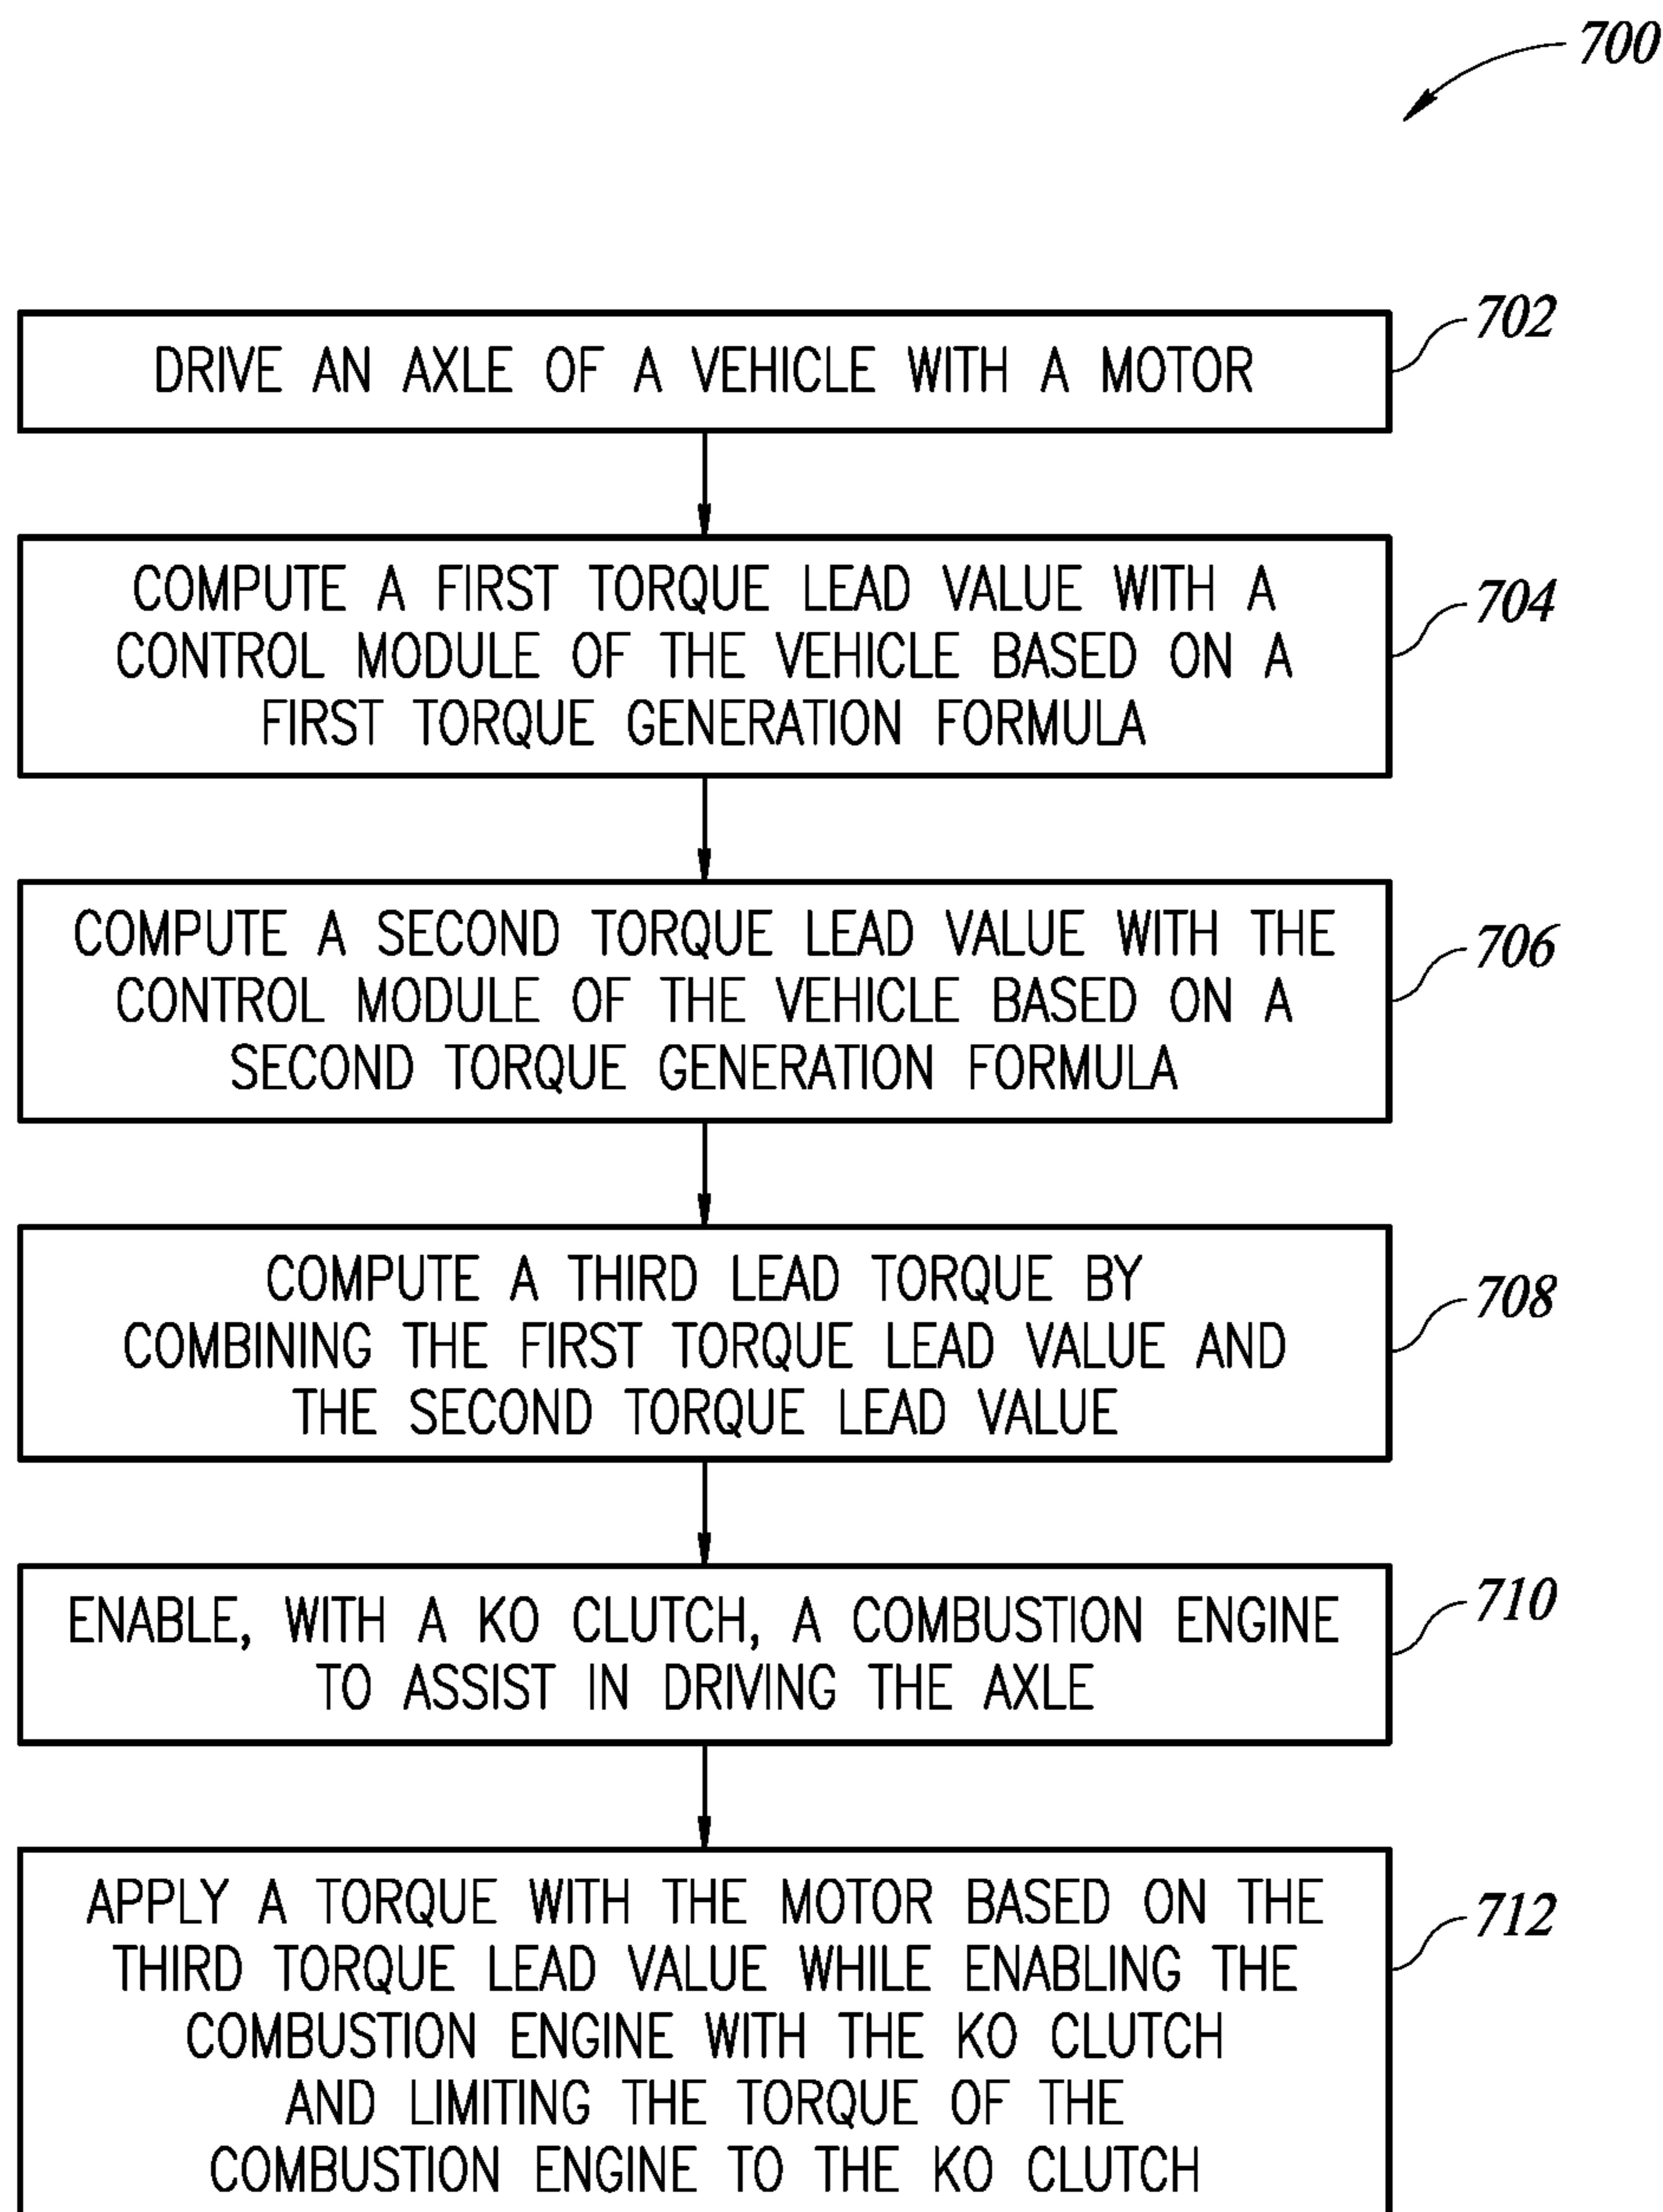 700
DRIVE AN AXLE OF A VEHICLE WITH A MOTOR
702
COMPUTE A FIRST TORQUE LEAD VALUE WITH A
CONTROL MODULE OF THE VEHICLE BASED ON A
FIRST TORQUE GENERATION FORMULA
704
COMPUTE A SECOND TORQUE LEAD VALUE WITH THE
CONTROL MODULE OF THE VEHICLE BASED ON A
SECOND TORQUE GENERATION FORMULA
706
COMPUTE A THIRD LEAD TORQUE BY
COMBINING THE FIRST TORQUE LEAD VALUE AND
THE SECOND TORQUE LEAD VALUE
708
ENABLE, WITH A KO CLUTCH, A COMBUSTION ENGINE
TO ASSIST IN DRIVING THE AXLE
710
APPLY A TORQUE WITH THE MOTOR BASED ON THE
THIRD TORQUE LEAD VALUE WHILE ENABLING THE
COMBUSTION ENGINE WITH THE KO CLUTCH
AND LIMITING THE TORQUE OF THE
COMBUSTION ENGINE TO THE KO CLUTCH
712